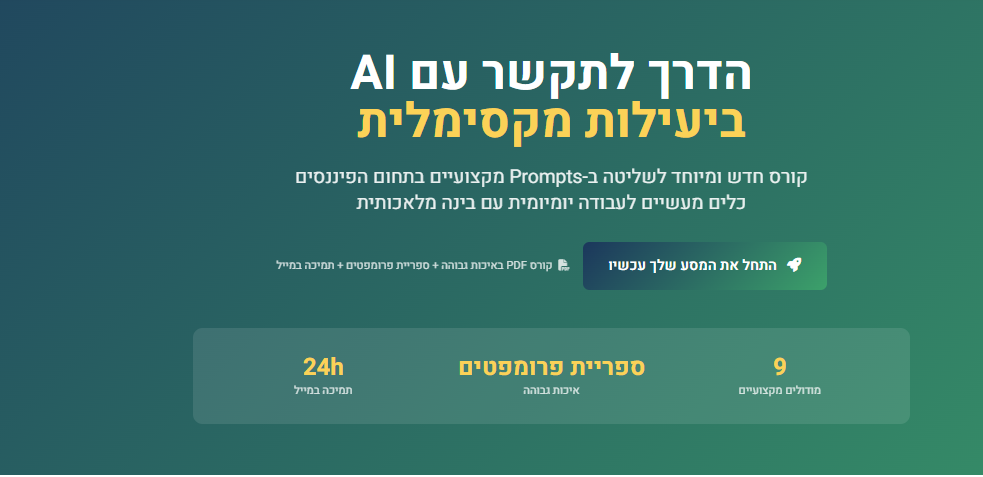 הדרך לתקשר עם AI
ביעילות מקסימלית
קורס חדש ומיוחד לשליטה ב-Prompts מקצועיים בתחום הפיננסים
כלים מעשיים לעבודה יומיומית עם בינה מלאכותית
התחל את המסע שלך עכשיו
קורס PDF באיכות גבוהה + ספריית פרומפטים + תמיכה במייל
9
מודולים מקצועיים
ספריית פרומפטים
איכות גבוהה
24h
תמיכה במייל